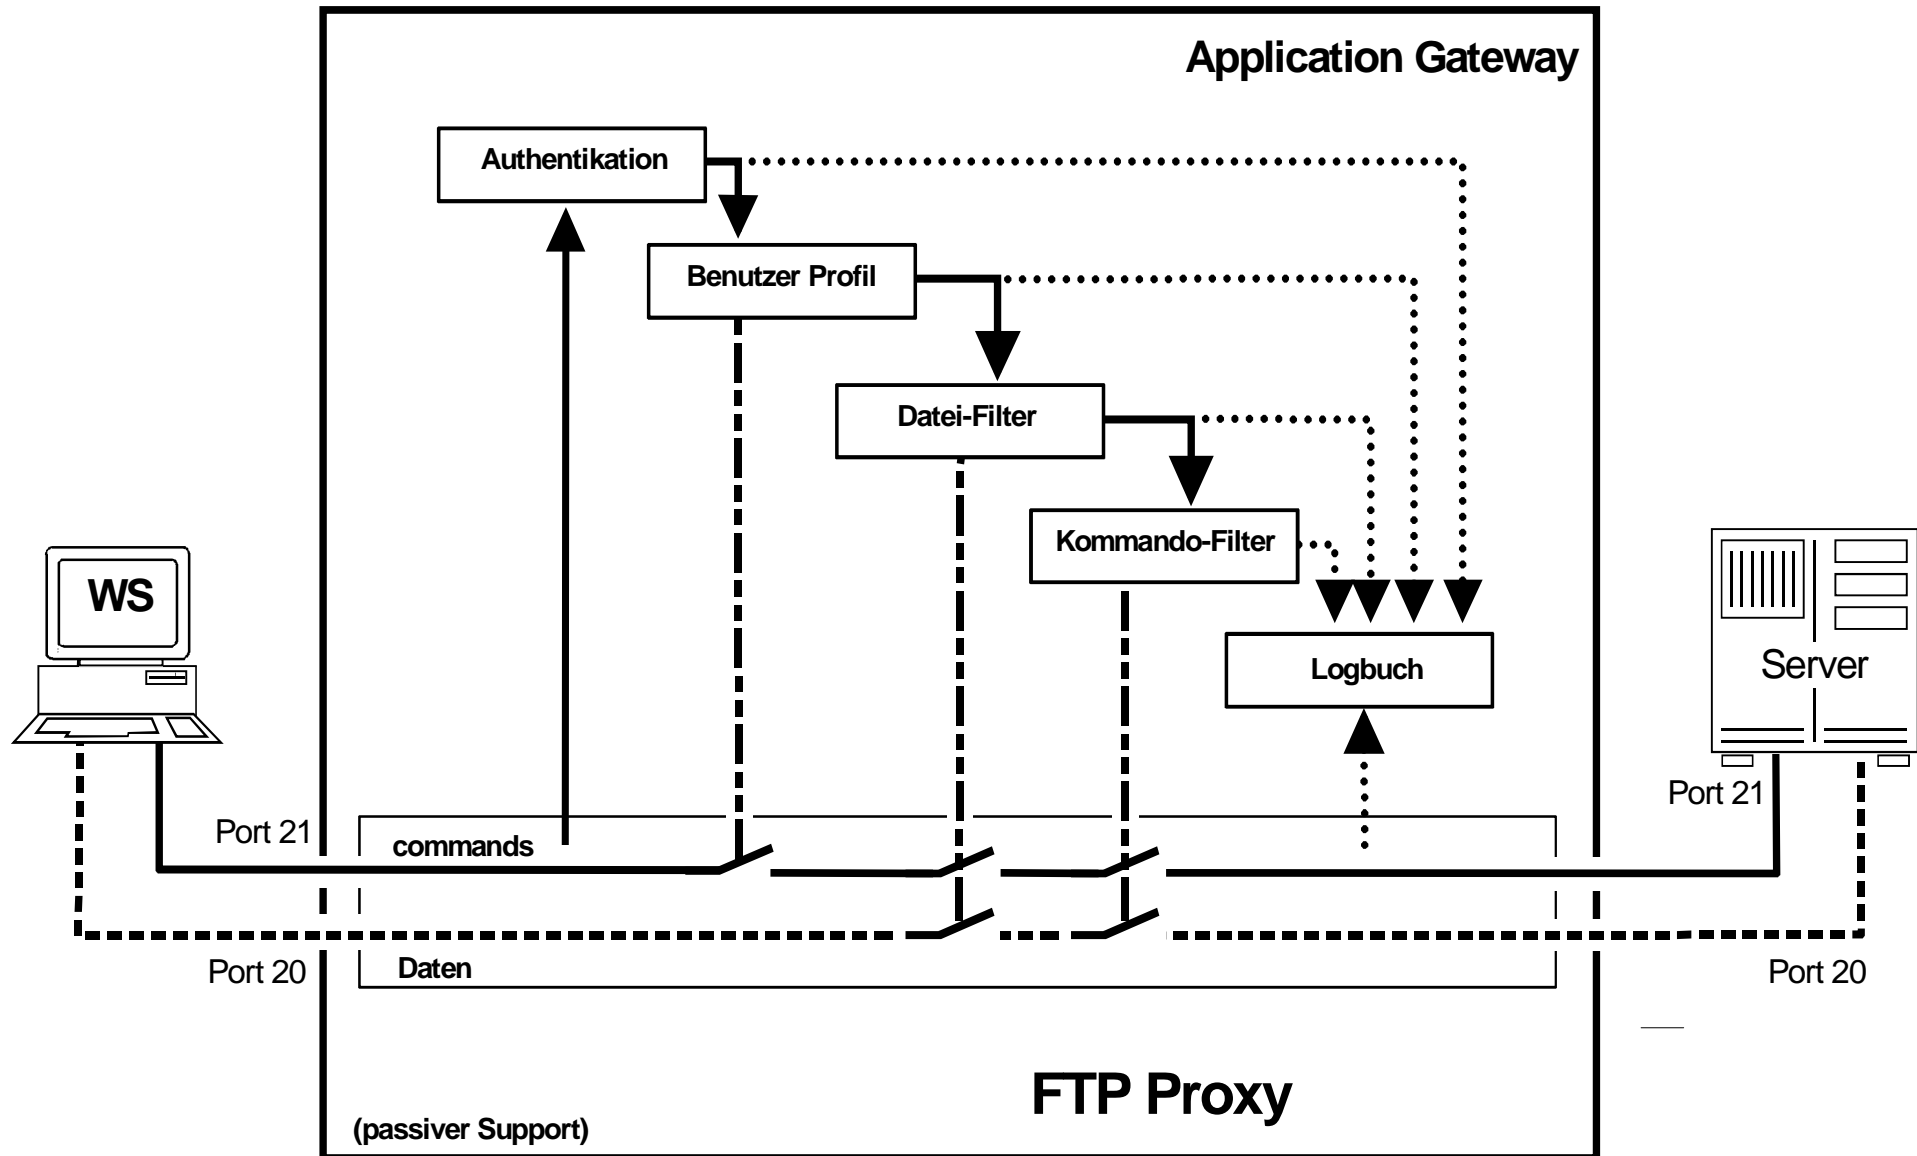 Application Gateway
Authentikation
Benutzer Profil
Datei-Filter
Kommando-Filter
WS
Logbuch
Server
Port 21
Port 21
commands
Port 20
Daten
Port 20
FTP Proxy
(passiver Support)